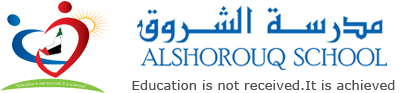 مدرسة الشروق
ALSHOROUQ SCHOOL
Education is not received.It is achieved